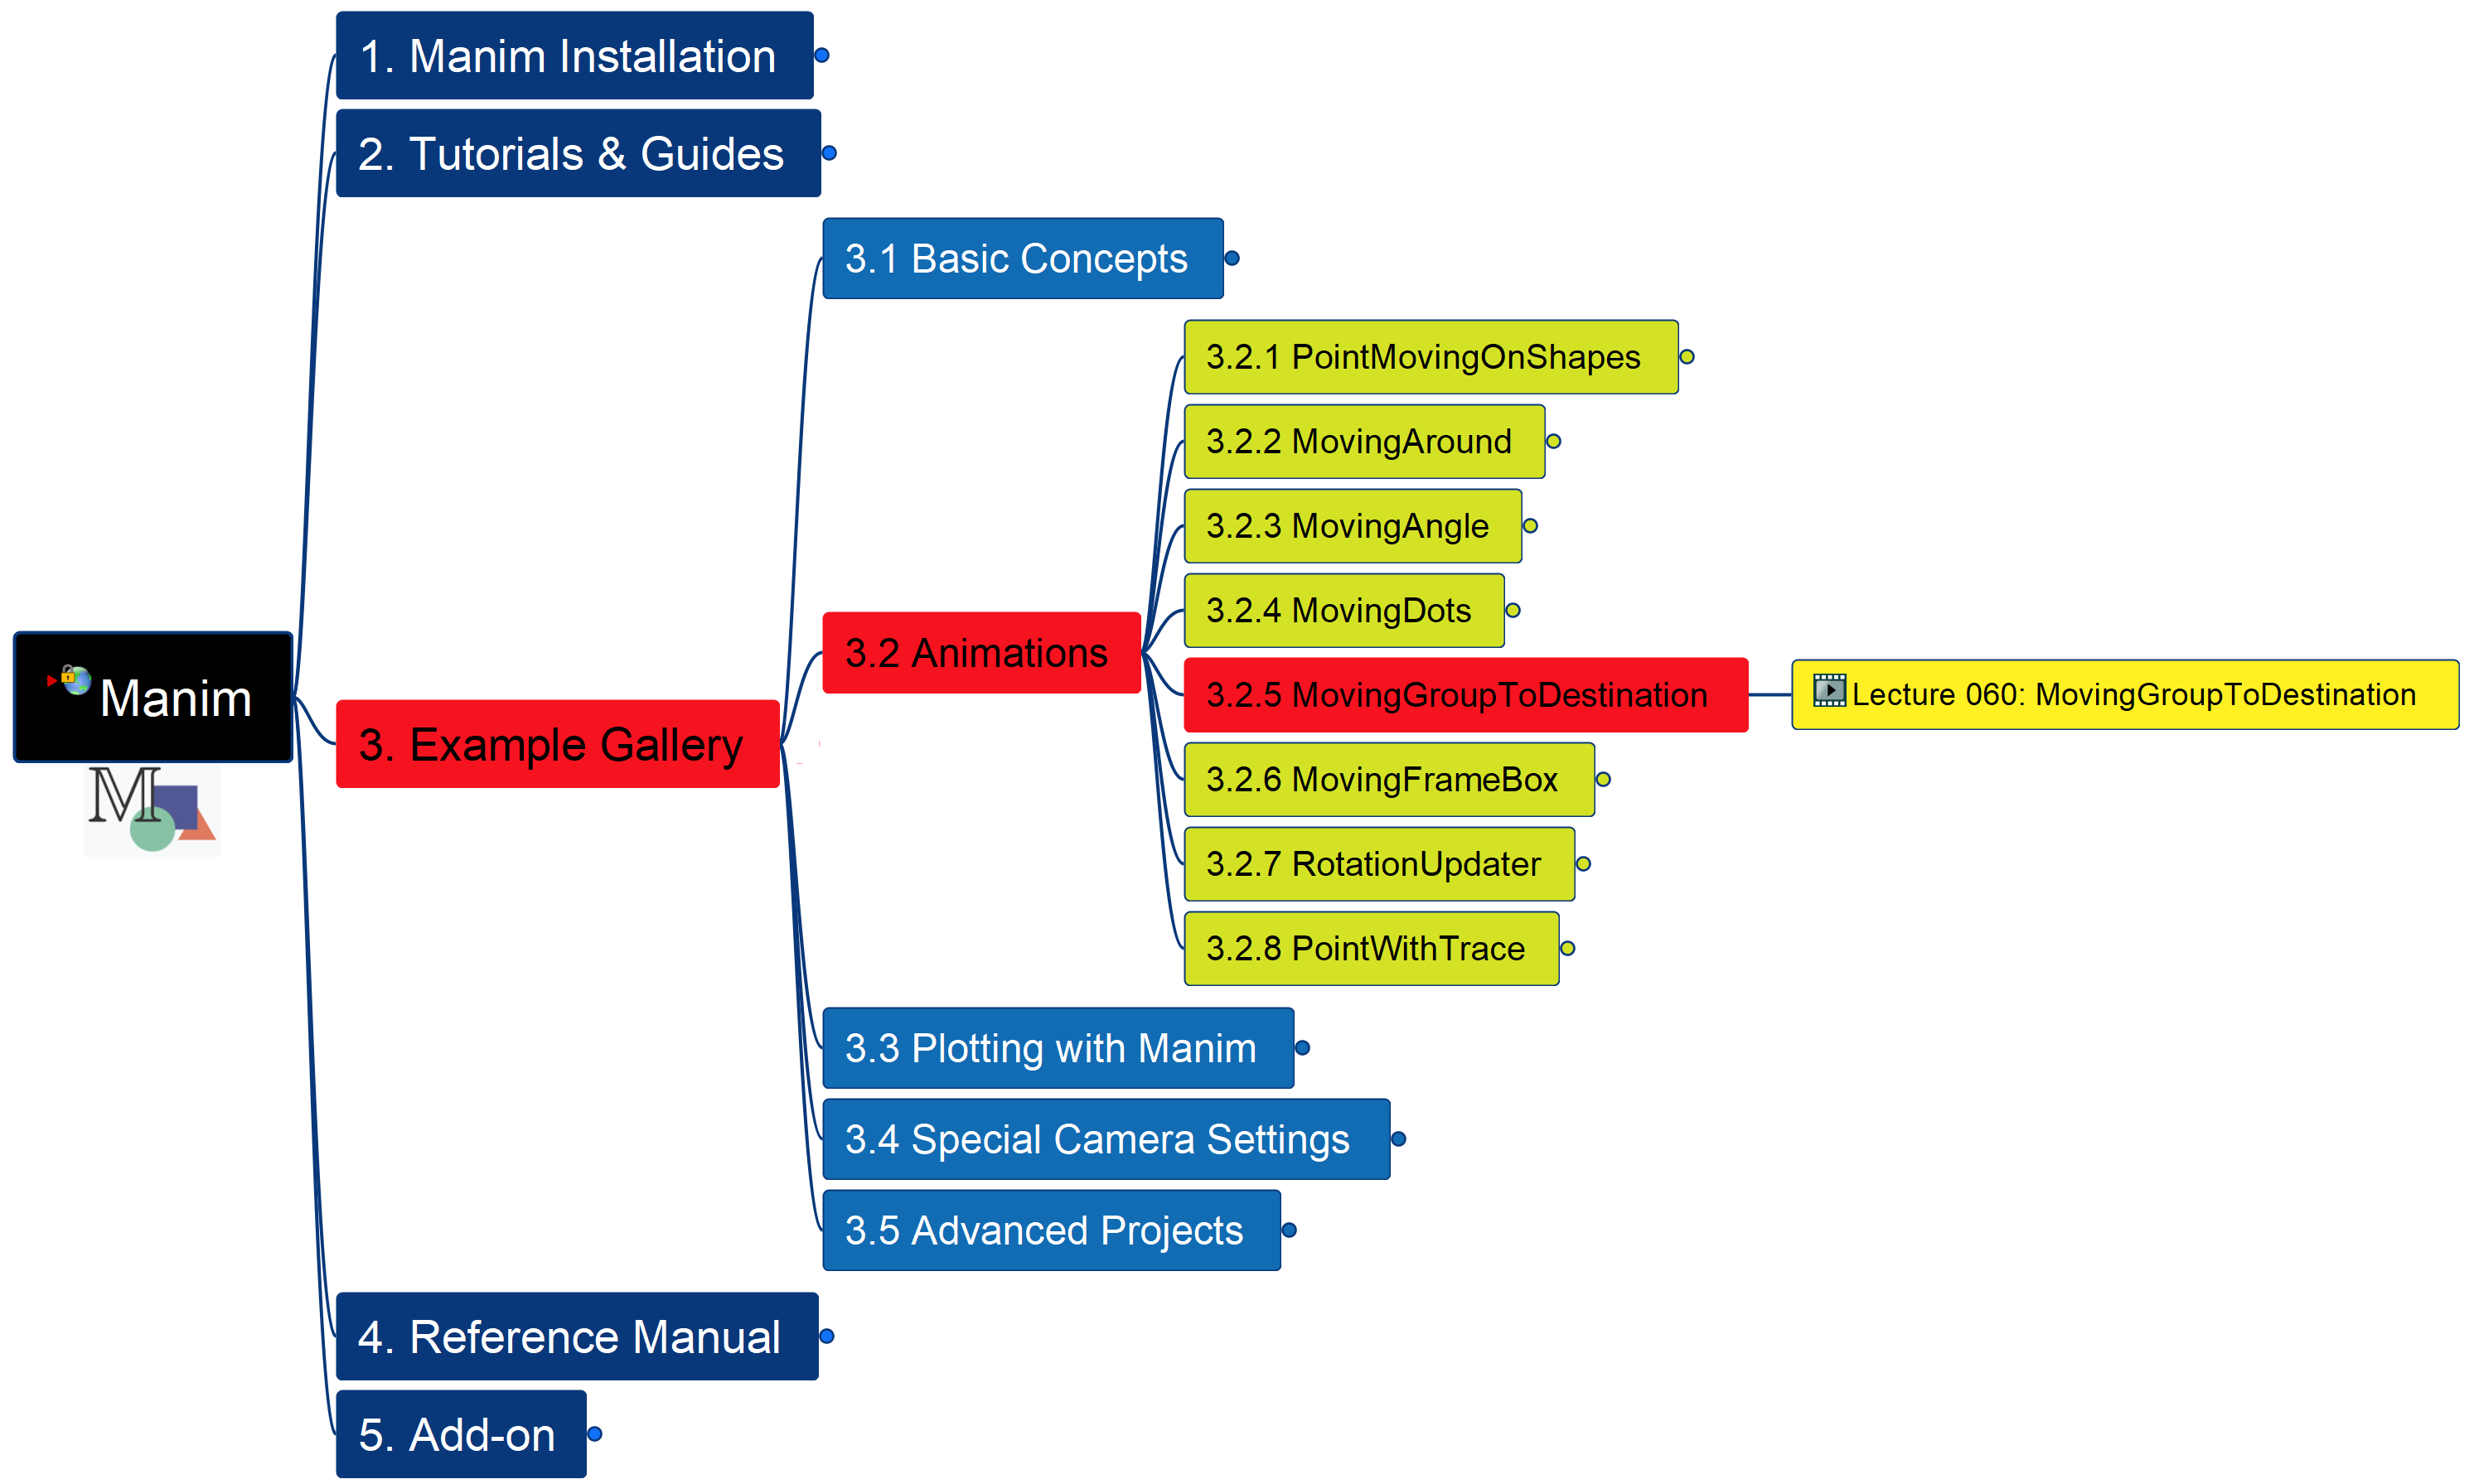 1. Manim Installation
2. Tutorials & Guides
3.1 Basic Concepts
3.2.1 PointMovingOnShapes
3.2.2 MovingAround
3.2.3 MovingAngle
3.2.4 MovingDots
3.2 Animations
Manim
3.2.5 MovingGroupToDestination
Lecture 060: MovingGroupToDestination
3. Example Gallery
M
3.2.6 MovingFrameBox
3.2.7 RotationUpdater
3.2.8 PointWithTrace
3.3 Plotting with Manim
3.4 Special Camera Settings
3.5 Advanced Projects
4. Reference Manual
5. Add-on